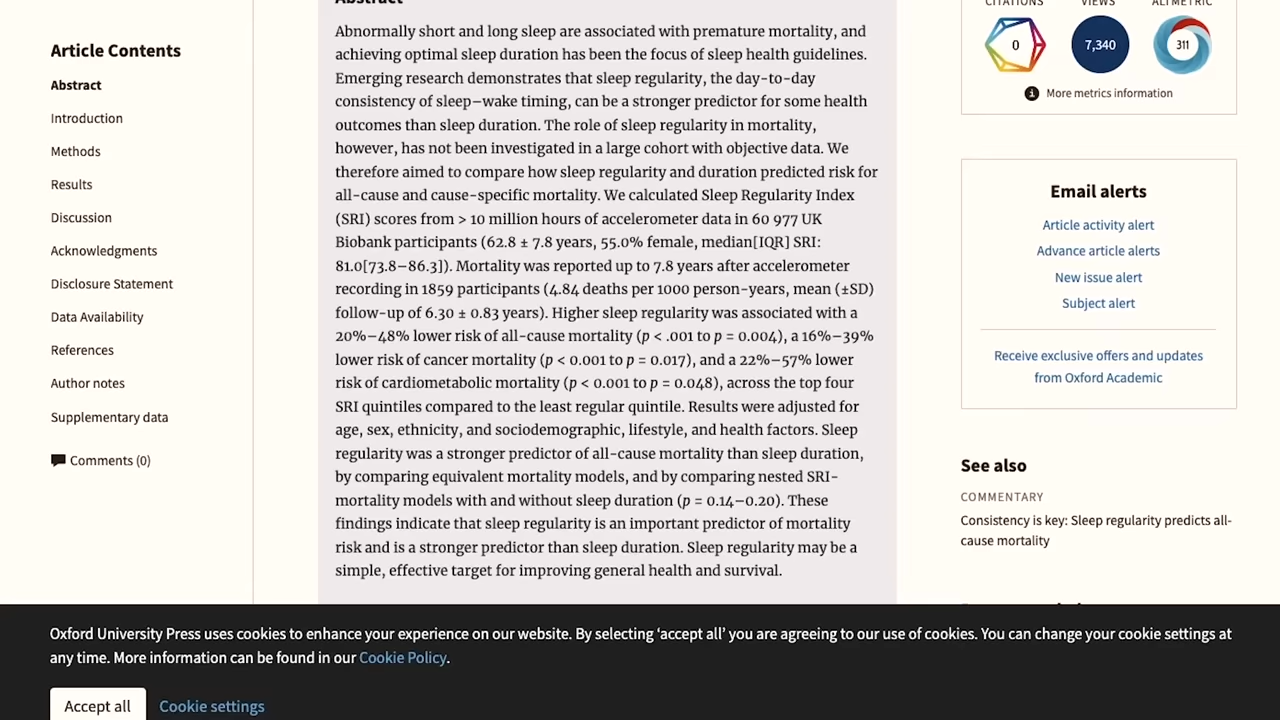 Abstract
CITATIONS
VIEWS
ALTMETRIC
Article Contents
Abstract
Introduction
Methods
Results
Discussion
Acknowledgments
Disclosure Statement
Data Availability
References
Author notes
Supplementary data
Comments (0)
Abnormally short and long sleep are associated with premature mortality, and
achieving optimal sleep duration has been the focus of sleep health guidelines.
Emerging research demonstrates that sleep regularity, the day-to-day
consistency of sleep–wake timing, can be a stronger predictor for some health
outcomes than sleep duration. The role of sleep regularity in mortality,
however, has not been investigated in a large cohort with objective data. We
therefore aimed to compare how sleep regularity and duration predicted risk for
all-cause and cause-specific mortality. We calculated Sleep Regularity Index
(SRI) scores from > 10 million hours of accelerometer data in 60 977 UK
Biobank participants (62.8 ± 7.8 years, 55.0% female, median[IQR] SRI:
81.0[73.8–86.3]). Mortality was reported up to 7.8 years after accelerometer
recording in 1859 participants (4.84 deaths per 1000 person-years, mean (±SD)
follow-up of 6.30 ± 0.83 years). Higher sleep regularity was associated with a
20%–48% lower risk of all-cause mortality (p < .001 to p = 0.004), a 16%–39%
lower risk of cancer mortality (p < 0.001 to p = 0.017), and a 22%–57% lower
risk of cardiometabolic mortality (p < 0.001 to p = 0.048), across the top four
SRI quintiles compared to the least regular quintile. Results were adjusted for
age, sex, ethnicity, and sociodemographic, lifestyle, and health factors. Sleep
regularity was a stronger predictor of all-cause mortality than sleep duration,
by comparing equivalent mortality models, and by comparing nested SRI-
mortality models with and without sleep duration (p = 0.14–0.20). These
findings indicate that sleep regularity is an important predictor of mortality
risk and is a stronger predictor than sleep duration. Sleep regularity may be a
simple, effective target for improving general health and survival.
0
7,340
311
More metrics information
Email alerts
Article activity alert
Advance article alerts
New issue alert
Subject alert
Receive exclusive offers and updates
from Oxford Academic
See also
COMMENTARY
Consistency is key: Sleep regularity predicts all-
cause mortality
Oxford University Press uses cookies to enhance your experience on our website. By selecting ‘accept all’ you are agreeing to our use of cookies. You can change your cookie settings at
any time. More information can be found in our Cookie Policy.
Accept all
Cookie settings